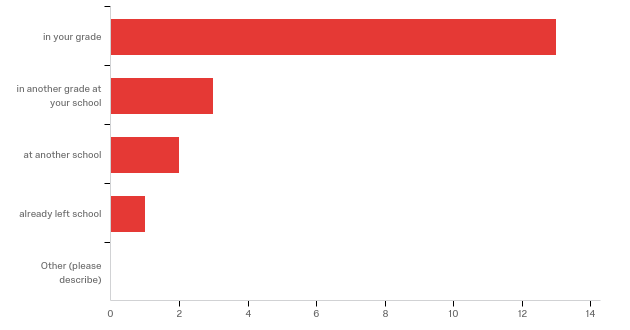 in your grade
in another grade at
your school
at another school
already left school
Other (please
describe)
0 2 4 6 8 10 12 14